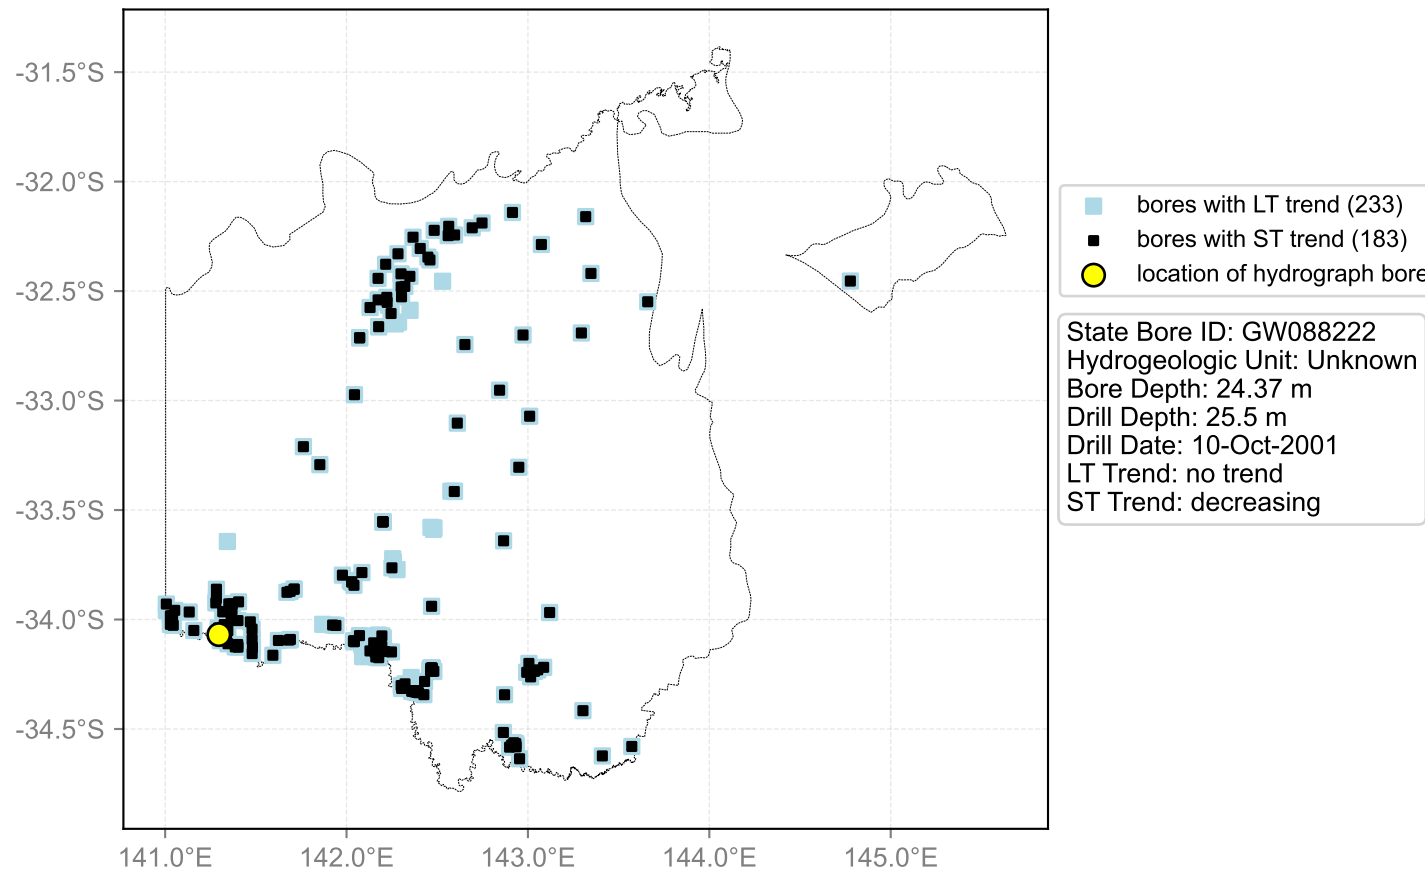 -31.5°S
-32.0°S
-32.5°S
-33.0°S
-33.5°S
-34.0°S
-34.5°S
141.0°E
142.0°E
143.0°E
144.0°E
145.0°E
bores with LT trend (233)
bores with ST trend (183)
location of hydrograph bore
State Bore ID: GW088222
Hydrogeologic Unit: Unknown
Bore Depth: 24.37 m
Drill Depth: 25.5 m
Drill Date: 10-Oct-2001
LT Trend: no trend
ST Trend: decreasing